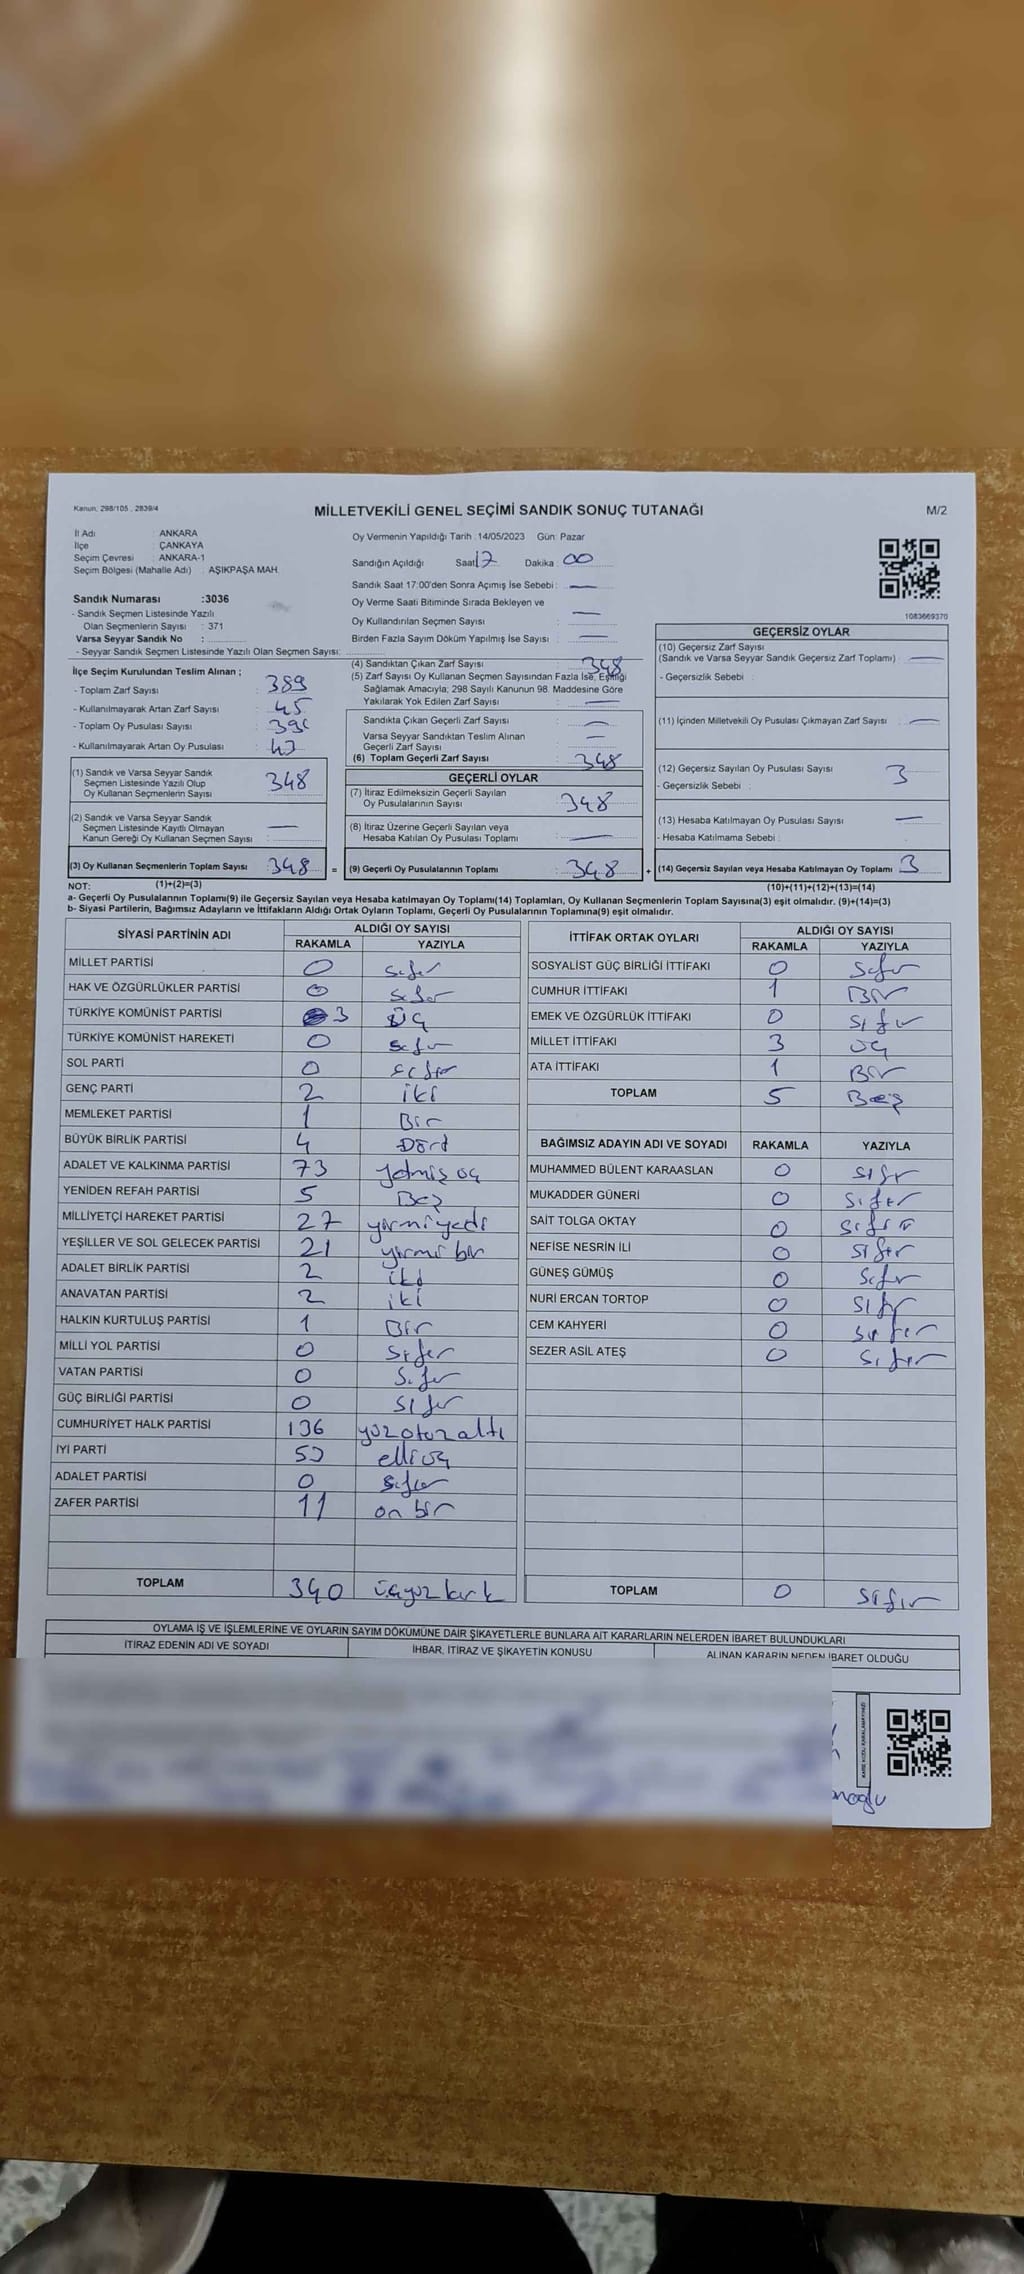 Kanun: 298/105 , 2839/4
MİLLETVEKİLİ GENEL SEÇİMİ SANDIK SONUÇ TUTANAĞI
M/2
İl Adı : ANKARA
İlçe : ÇANKAYA
Seçim Çevresi : ANKARA-1
Seçim Bölgesi (Mahalle Adı) : AŞIKPAŞA MAH.
Oy Vermenin Yapıldığı Tarih : 14/05/2023 Gün: Pazar
Sandığın Açıldığı Saat 17 Dakika : 00
Sandık Saat 17:00'den Sonra Açımış İse Sebebi : —
Oy Verme Saati Bitiminde Sırada Bekleyen ve
Oy Kullandırılan Seçmen Sayısı : —
Birden Fazla Sayım Döküm Yapılmış İse Sayısı : —
1083669370
Sandık Numarası :3036
- Sandık Seçmen Listesinde Yazılı
Olan Seçmenlerin Sayısı : 371
Varsa Seyyar Sandık No :
- Seyyar Sandık Seçmen Listesinde Yazılı Olan Seçmen Sayısı:
İlçe Seçim Kurulundan Teslim Alınan ;
- Toplam Zarf Sayısı : 389
- Kullanılmayarak Artan Zarf Sayısı : 45
- Toplam Oy Pusulası Sayısı :
- Kullanılmayarak Artan Oy Pusulası : 43
(1) Sandık ve Varsa Seyyar Sandık
Seçmen Listesinde Yazılı Olup
Oy Kullanan Seçmenlerin Sayısı 348
(2) Sandık ve Varsa Seyyar Sandık
Seçmen Listesinde Kayıtlı Olmayan
Kanun Gereği Oy Kullanan Seçmen Sayısı : —
(3) Oy Kullanan Seçmenlerin Toplam Sayısı : 348 =
(4) Sandıktan Çıkan Zarf Sayısı : 348
(5) Zarf Sayısı Oy Kullanan Seçmen Sayısından Fazla İse, Eşitliği
Sağlamak Amacıyla; 298 Sayılı Kanunun 98. Maddesine Göre
Yakılarak Yok Edilen Zarf Sayısı : —
Sandıkta Çıkan Geçerli Zarf Sayısı : —
Varsa Seyyar Sandıktan Teslim Alınan
Geçerli Zarf Sayısı : —
(6) Toplam Geçerli Zarf Sayısı : 348
GEÇERLİ OYLAR
(7) İtiraz Edilmeksizin Geçerli Sayılan
Oy Pusulalarının Sayısı : 348
(8) İtiraz Üzerine Geçerli Sayılan veya
Hesaba Katılan Oy Pusulası Toplamı : —
(9) Geçerli Oy Pusulalarının Toplamı : 348 +
GEÇERSİZ OYLAR
(10) Geçersiz Zarf Sayısı
(Sandık ve Varsa Seyyar Sandık Geçersiz Zarf Toplamı) : —
- Geçersizlik Sebebi :
(11) İçinden Milletvekili Oy Pusulası Çıkmayan Zarf Sayısı : —
(12) Geçersiz Sayılan Oy Pusulası Sayısı : 3
- Geçersizlik Sebebi :
(13) Hesaba Katılmayan Oy Pusulası Sayısı : —
- Hesaba Katılmama Sebebi :
(14) Geçersiz Sayılan veya Hesaba Katılmayan Oy Toplamı : 3
NOT: (1)+(2)=(3)
(10)+(11)+(12)+(13)=(14)
a- Geçerli Oy Pusulalarının Toplamı(9) ile Geçersiz Sayılan veya Hesaba katılmayan Oy Toplamı(14) Toplamları, Oy Kullanan Seçmenlerin Toplam Sayısına(3) eşit olmalıdır. (9)+(14)=(3)
b- Siyasi Partilerin, Bağımsız Adayların ve İttifakların Aldığı Ortak Oyların Toplamı, Geçerli Oy Pusulalarının Toplamına(9) eşit olmalıdır.
SİYASİ PARTİNİN ADI ALDIĞI OY SAYISI
RAKAMLA YAZIYLA
MİLLET PARTİSİ 0 sıfır
HAK VE ÖZGÜRLÜKLER PARTİSİ 0 sıfır
TÜRKİYE KOMÜNİST PARTİSİ 3 üç
TÜRKİYE KOMÜNİST HAREKETİ 0 sıfır
SOL PARTİ 0 sıfır
GENÇ PARTİ 2 iki
MEMLEKET PARTİSİ 1 Bir
BÜYÜK BİRLİK PARTİSİ 4 Dört
ADALET VE KALKINMA PARTİSİ 73 yetmiş üç
YENİDEN REFAH PARTİSİ 5 Beş
MİLLİYETÇİ HAREKET PARTİSİ 27 yirmi yedi
YEŞİLLER VE SOL GELECEK PARTİSİ 21 yirmi bir
ADALET BİRLİK PARTİSİ 2 iki
ANAVATAN PARTİSİ 2 iki
HALKIN KURTULUŞ PARTİSİ 1 Bir
MİLLİ YOL PARTİSİ 0 sıfır
VATAN PARTİSİ 0 sıfır
GÜÇ BİRLİĞİ PARTİSİ 0 sıfır
CUMHURİYET HALK PARTİSİ 136 yüz otuz altı
İYİ PARTİ 53 elli üç
ADALET PARTİSİ 0 sıfır
ZAFER PARTİSİ 11 on bir
TOPLAM 340 üçyüz kırk
İTTİFAK ORTAK OYLARI ALDIĞI OY SAYISI
RAKAMLA YAZIYLA
SOSYALİST GÜÇ BİRLİĞİ İTTİFAKI 0 sıfır
CUMHUR İTTİFAKI 1 Bir
EMEK VE ÖZGÜRLÜK İTTİFAKI 0 sıfır
MİLLET İTTİFAKI 3 üç
ATA İTTİFAKI 1 Bir
TOPLAM 5 Beş
BAĞIMSIZ ADAYIN ADI VE SOYADI RAKAMLA YAZIYLA
MUHAMMED BÜLENT KARAASLAN 0 sıfır
MUKADDER GÜNERİ 0 sıfır
SAİT TOLGA OKTAY 0 sıfır
NEFİSE NESRİN İLİ 0 sıfır
GÜNEŞ GÜMÜŞ 0 sıfır
NURİ ERCAN TORTOP 0 sıfır
CEM KAHYERİ 0 sıfır
SEZER ASİL ATEŞ 0 sıfır
TOPLAM 0 sıfır
OYLAMA İŞ VE İŞLEMLERİNE VE OYLARIN SAYIM DÖKÜMÜNE DAİR ŞİKAYETLERLE BUNLARA AİT KARARLARIN NELERDEN İBARET BULUNDUKLARI
İTİRAZ EDENİN ADI VE SOYADI İHBAR, İTİRAZ VE ŞİKAYETİN KONUSU ALINAN KARARIN NEDEN İBARET OLDUĞU